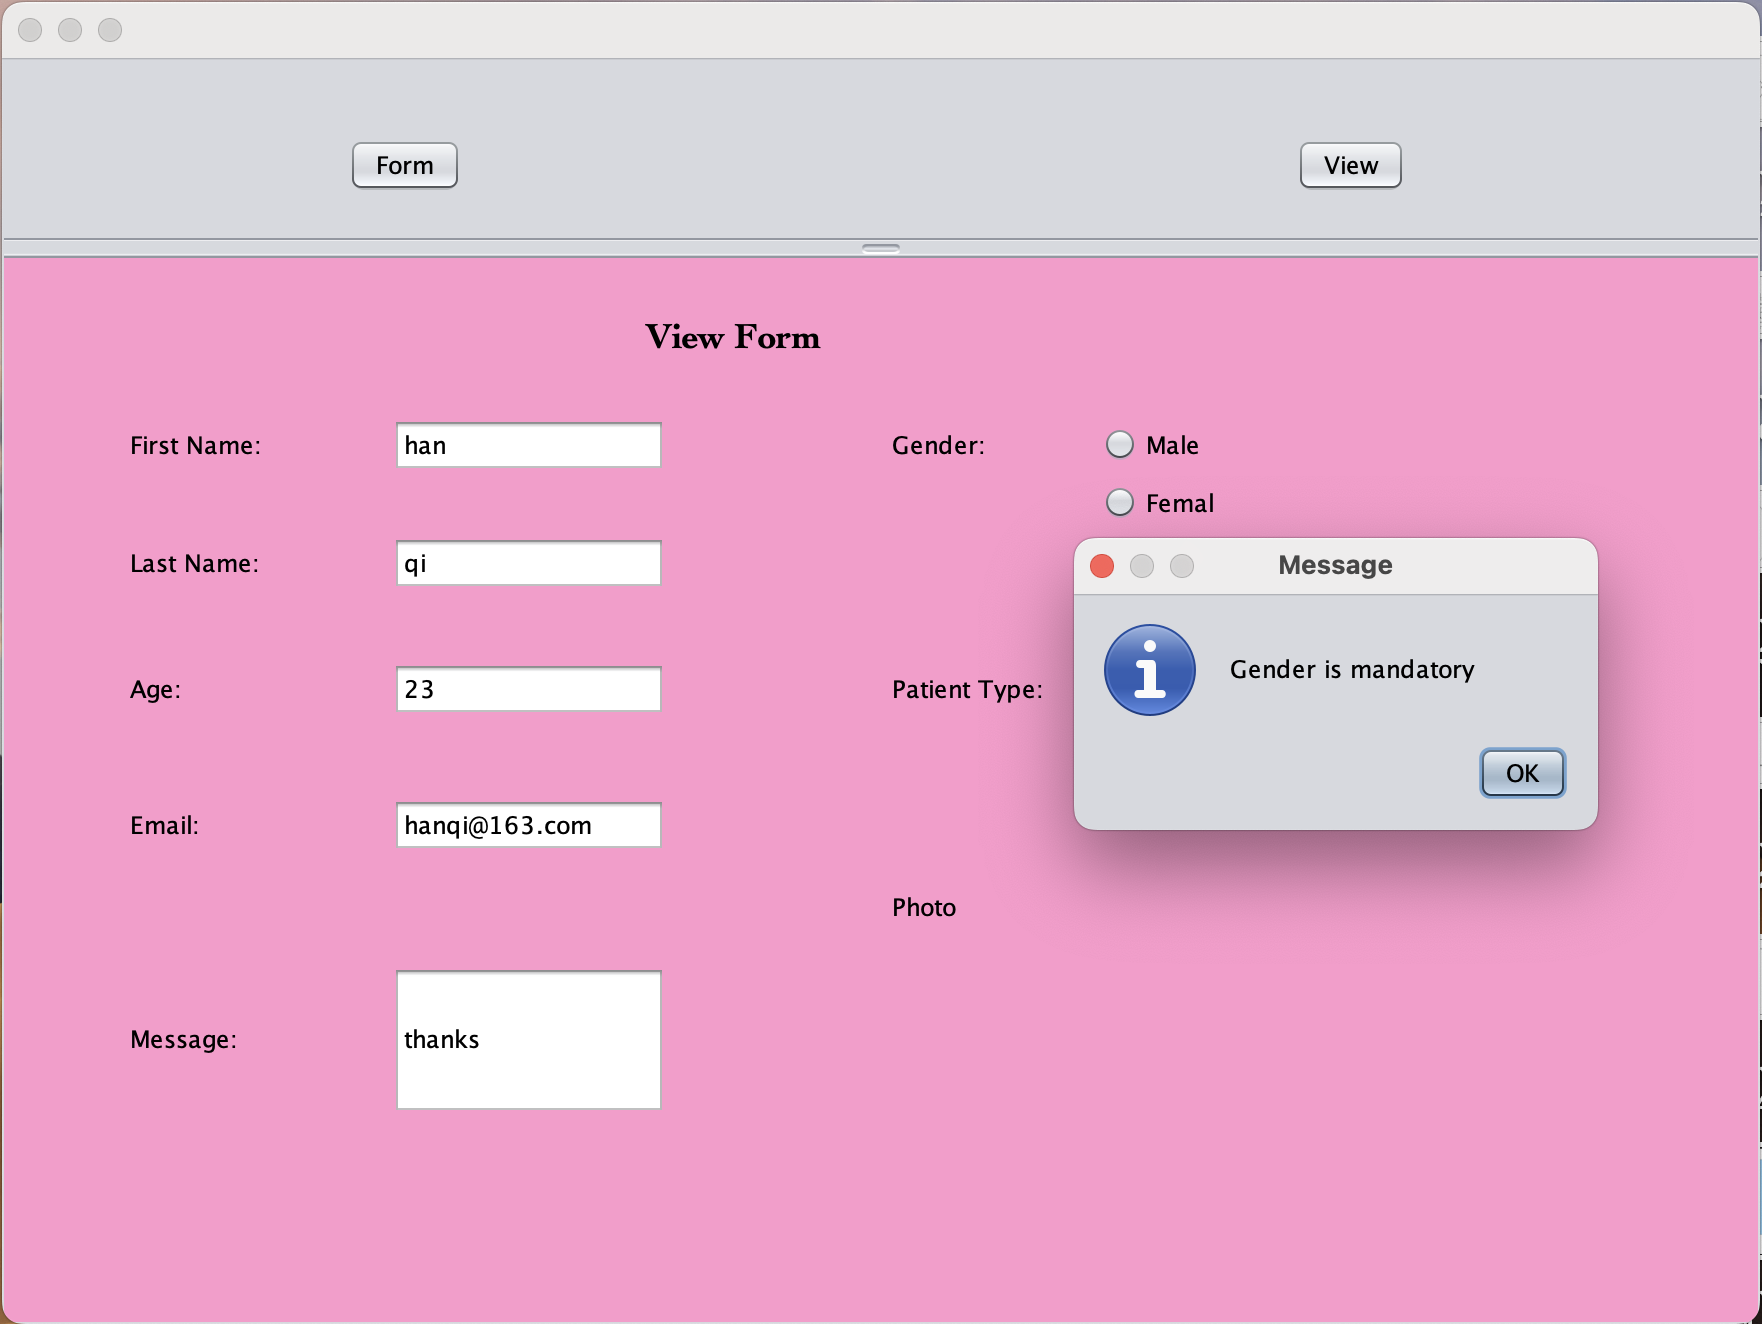 Form
View
View Form
First Name:
han
Gender:
Male
Femal
Last Name:
qi
Message
Gender is mandatory
OK
Age:
23
Patient Type:
Email:
hanqi@163.com
Photo
Message:
thanks